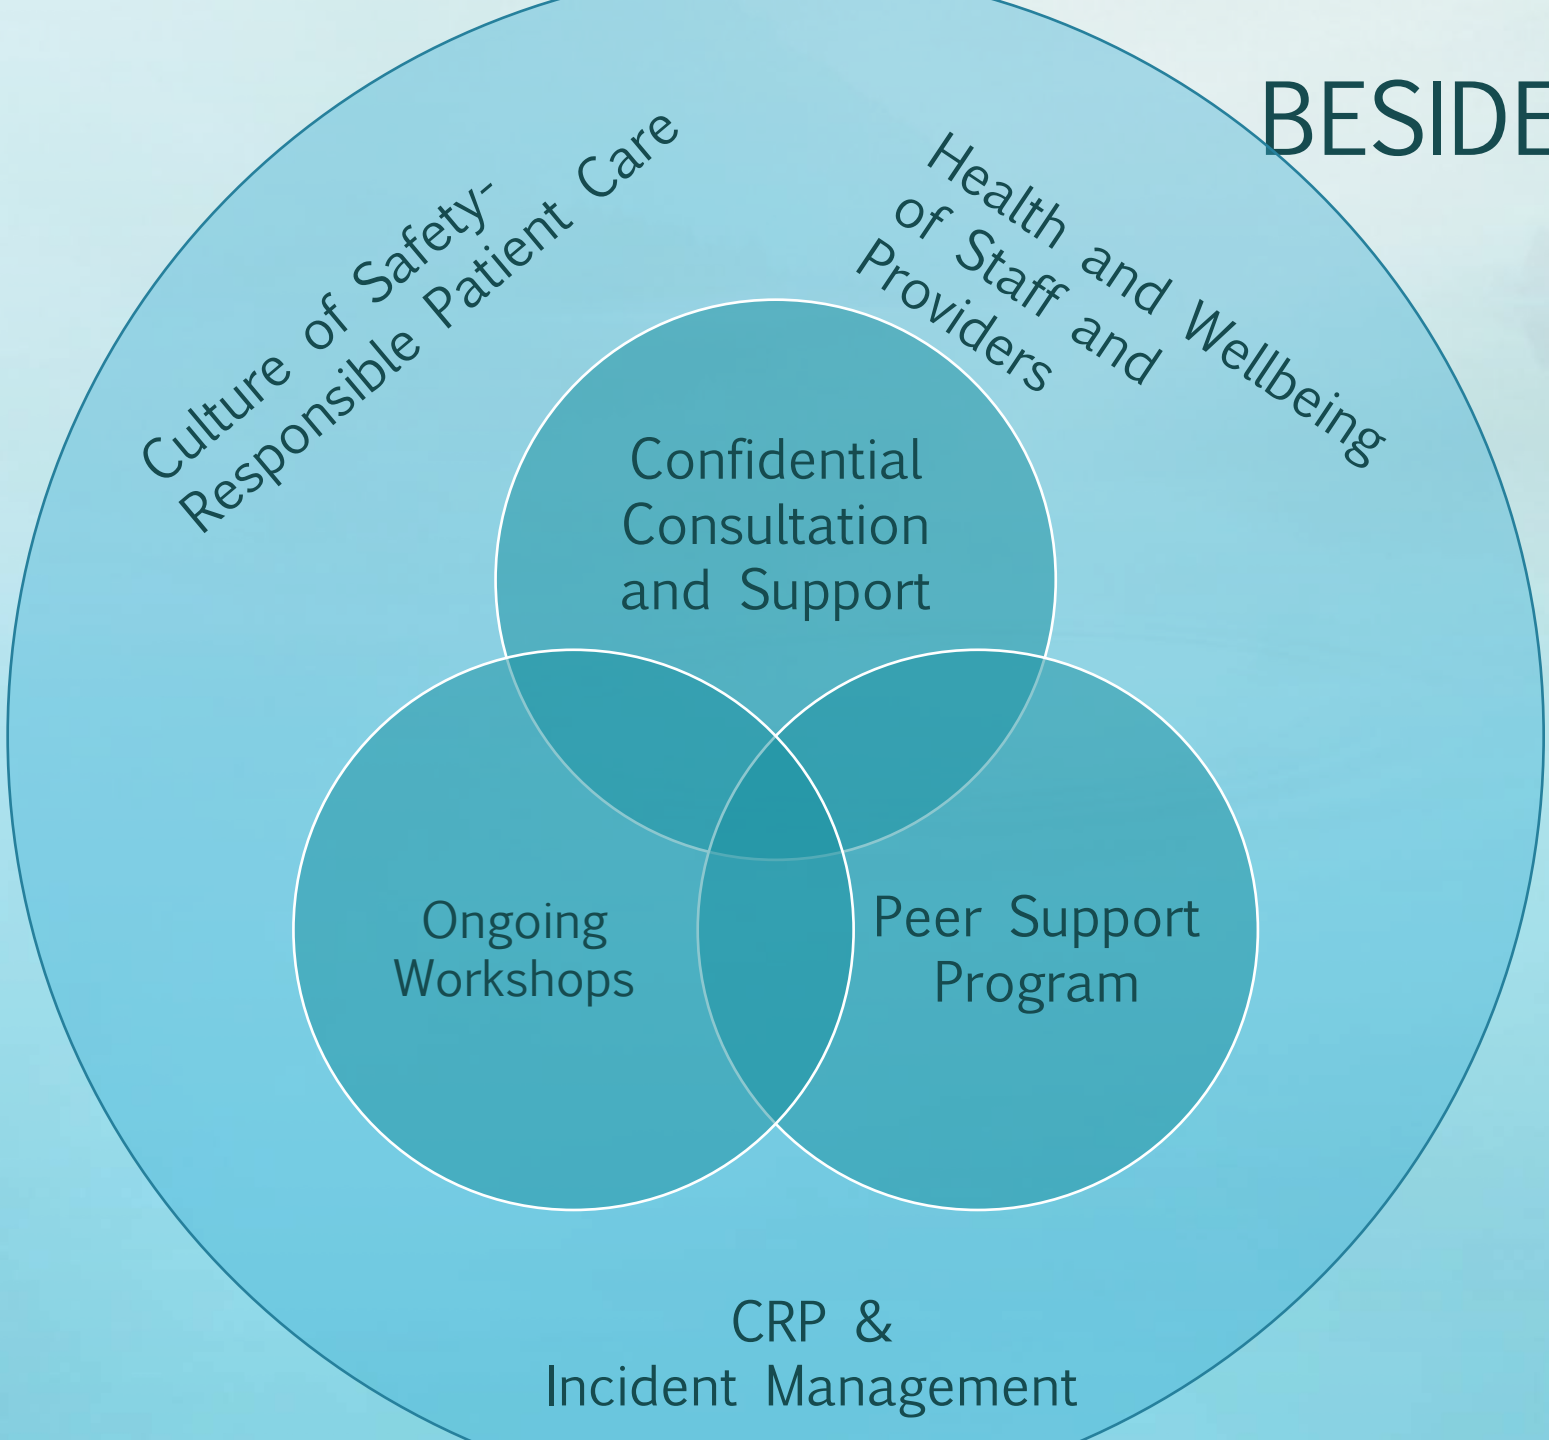 BESIDE
Culture of Safety-
Responsible Patient Care
Health and Wellbeing
of Staff and
Providers
Confidential
Consultation
and Support
Ongoing
Workshops
Peer Support
Program
CRP &
Incident Management